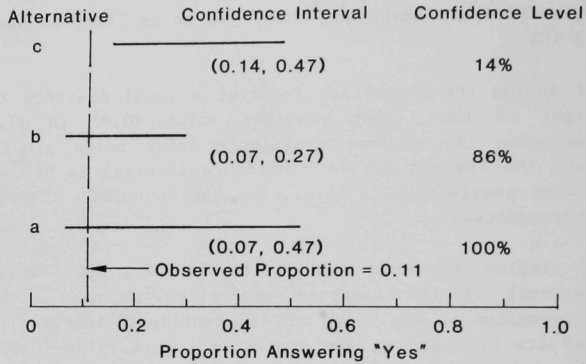 Alternative Confidence Interval Confidence Level
c
(0.14, 0.47) 14%
b
(0.07, 0.27) 86%
a
(0.07, 0.47) 100%
Observed Proportion = 0.11
0 0.2 0.4 0.6 0.8 1.0
Proportion Answering "Yes"